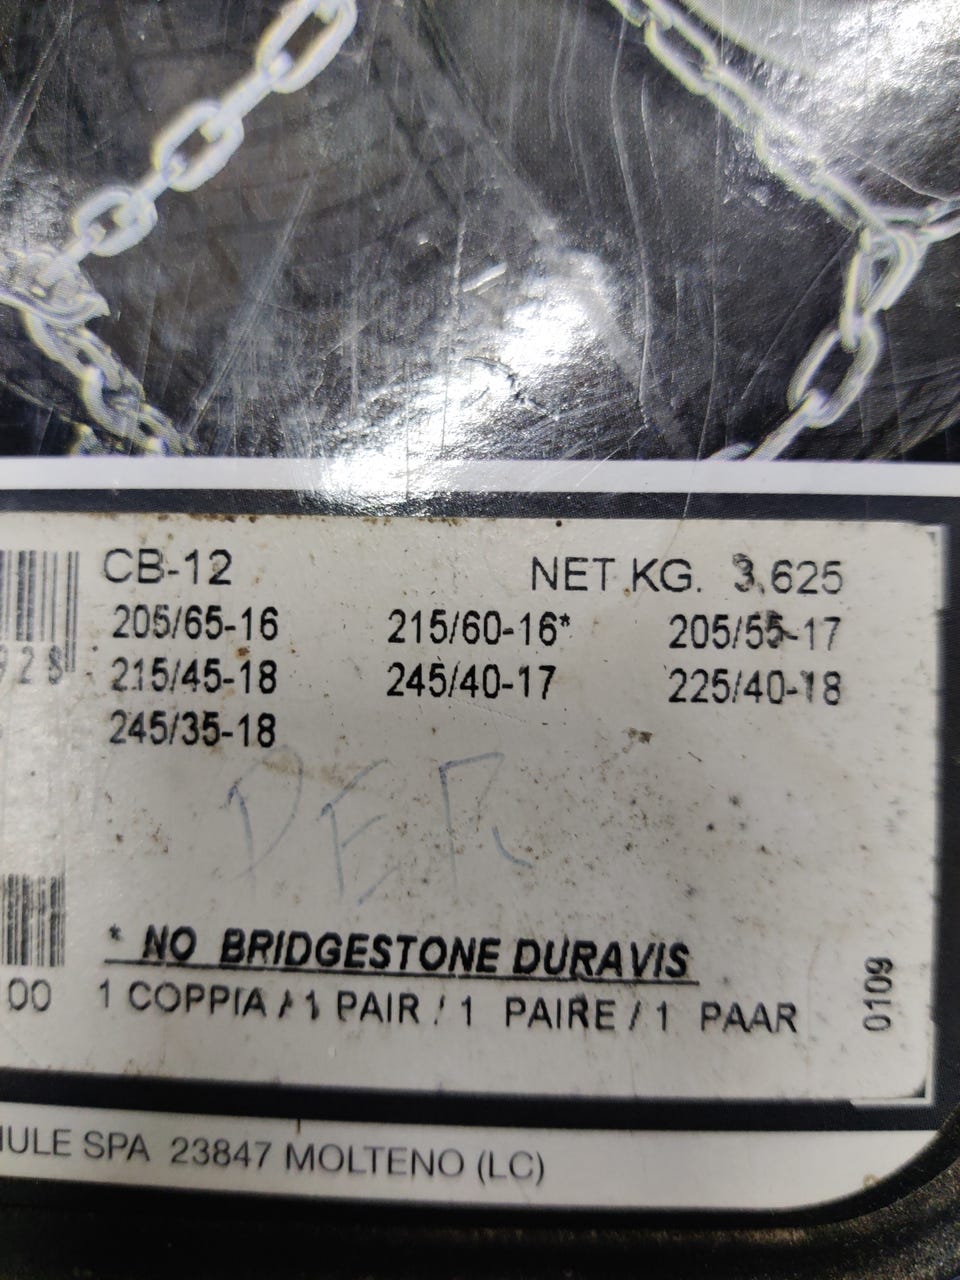 CB-12 NET KG. 3,625
205/65-16 215/60-16* 205/55-17
215/45-18 245/40-17 225/40-18
245/35-18
PER
* NO BRIDGESTONE DURAVIS
00 1 COPPIA / 1 PAIR / 1 PAIRE / 1 PAAR
0109
SPA 23847 MOLTENO (LC)